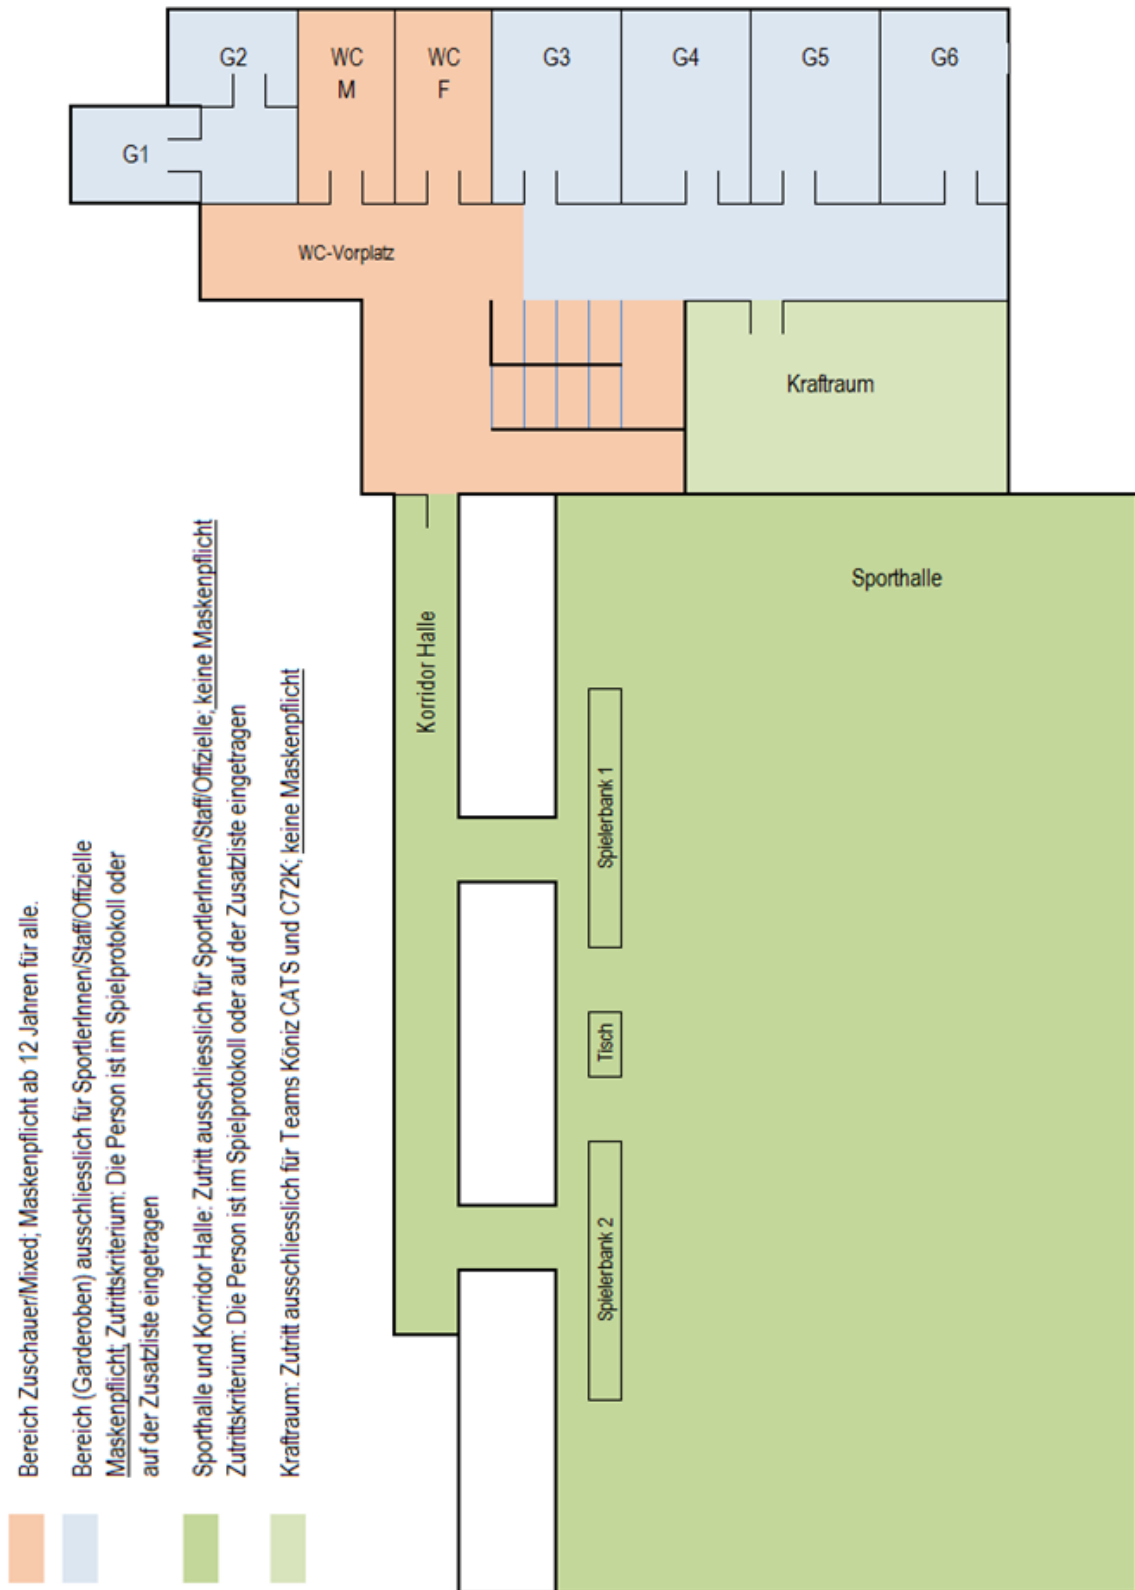 G2
WC
M
WC
F
G3
G4
G5
G6
G1
WC-Vorplatz
Kraftraum
Sporthalle
Korridor Halle
Spielerbank 1
Tisch
Spielerbank 2
Bereich Zuschauer/Mixed; Maskenpflicht ab 12 Jahren für alle.
Bereich (Garderoben) ausschliesslich für SportlerInnen/Staff/Offizielle
Maskenpflicht; Zutrittskriterium: Die Person ist im Spielprotokoll oder
auf der Zusatzliste eingetragen
Sporthalle und Korridor Halle: Zutritt ausschliesslich für SportlerInnen/Staff/Offizielle; keine Maskenpflicht
Zutrittskriterium: Die Person ist im Spielprotokoll oder auf der Zusatzliste eingetragen
Kraftraum: Zutritt ausschliesslich für Teams Köniz CATS und C72K; keine Maskenpflicht